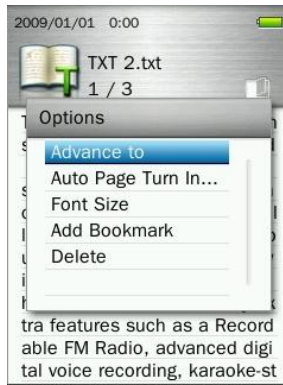 2009/01/01 0:00
TXT 2.txt
1 / 3
Options
Advance to
Auto Page Turn In...
Font Size
Add Bookmark
Delete
tra features such as a Record
able FM Radio, advanced digi
tal voice recording, karaoke-st